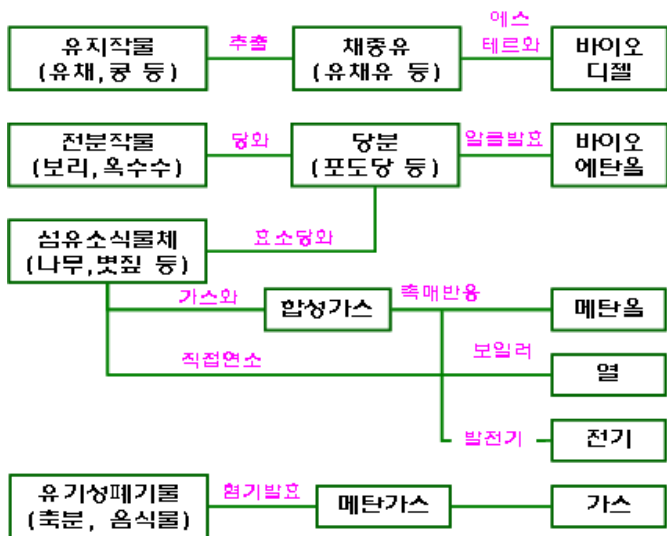 유지작물
(유채,콩 등)
추출
채종유
(유채유 등)
에스
테르화
바이오
디젤
전분작물
(보리,옥수수)
당화
당분
(포도당 등)
알콜발효
바이오
에탄올
섬유소식물체
(나무,볏짚 등)
효소당화
가스화
합성가스
촉매반응
메탄올
직접연소
보일러
열
발전기
전기
유기성폐기물
(축분, 음식물)
혐기발효
메탄가스
가스